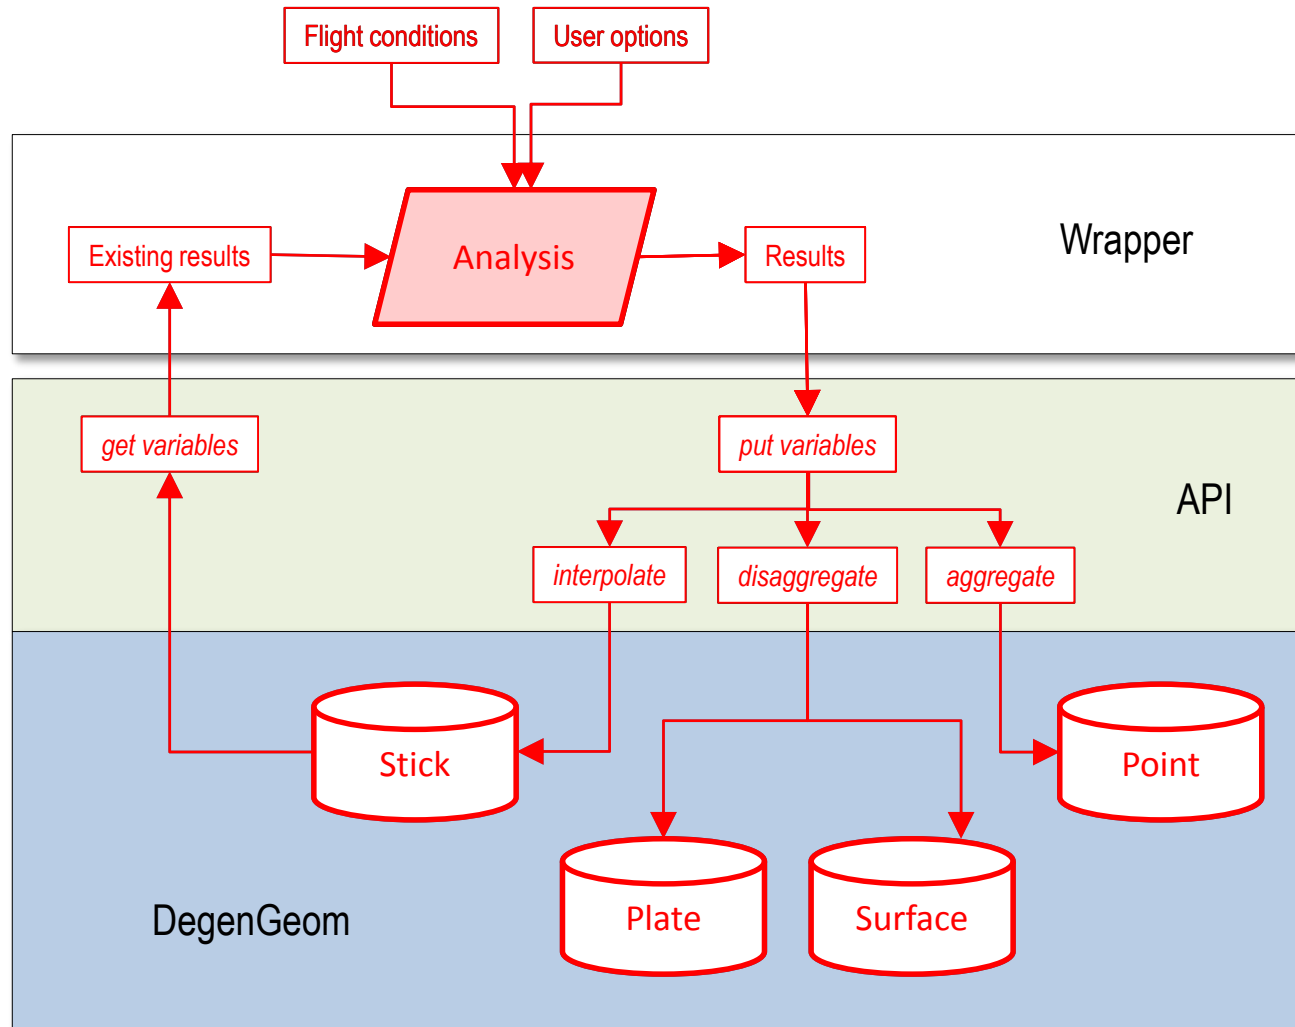 Flight conditions
User options
Wrapper
Existing results
Analysis
Results
get variables
put variables
API
interpolate
disaggregate
aggregate
Stick
Point
Plate
Surface
DegenGeom